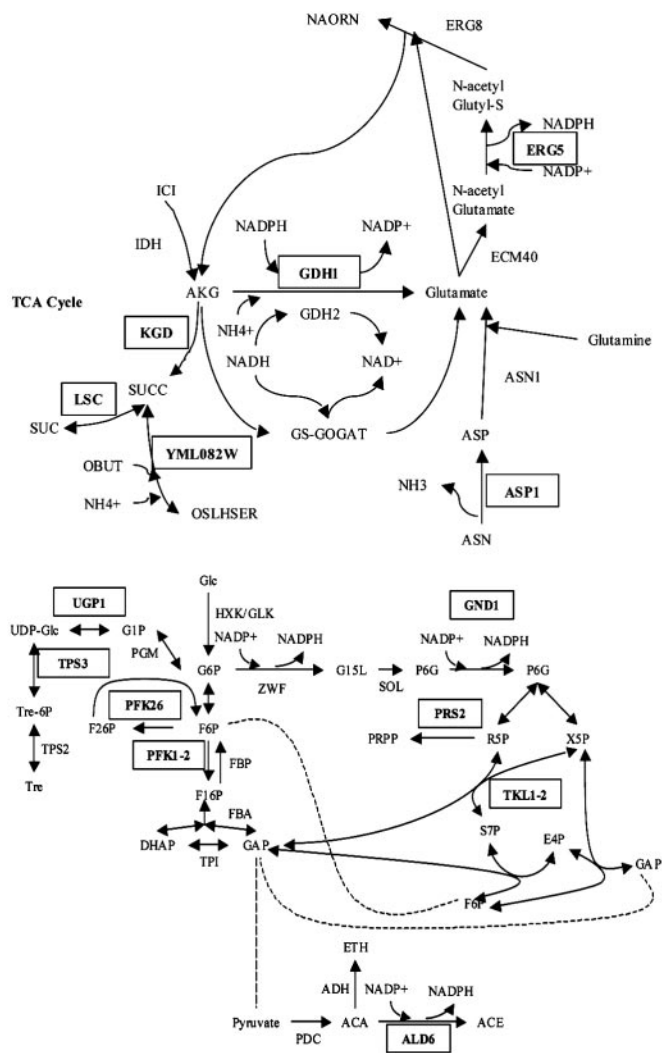 NAORN
ERG8
N-acetyl
Glutyl-S
NADPH
ERG5
NADP+
N-acetyl
Glutamate
ECM40
ICI
IDH
NADPH
NADP+
GDH1
TCA Cycle
AKG
Glutamate
NH4+
GDH2
KGD
NADH
NAD+
Glutamine
ASN1
LSC
SUCC
SUC
GS-GOGAT
ASP
YML082W
OBUT
NH4+
OSLHSER
NH3
ASP1
ASN
Glc
UGP1
HXK/GLK
GND1
UDP-Glc
G1P
NADP+
NADPH
NADP+
NADPH
PGM
TPS3
G6P
ZWF
G15L
SOL
P6G
P6G
Tre-6P
PFK26
F26P
F6P
PRS2
PRPP
R5P
X5P
TPS2
PFK1-2
FBP
Tre
F16P
TKL1-2
FBA
S7P
E4P
DHAP
TPI
GAP
GAP
F6P
ETH
ADH
NADP+
NADPH
Pyruvate
PDC
ACA
ACE
ALD6